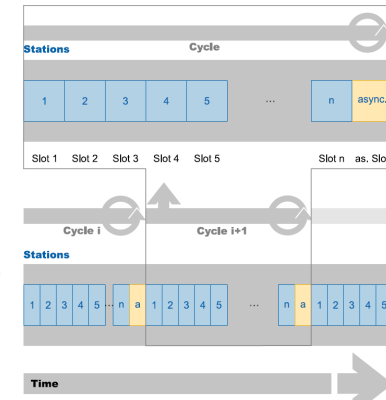 Cycle
Stations
1 2 3 4 5 ... n async.
Slot 1 Slot 2 Slot 3 Slot 4 Slot 5 Slot n as. Slo
Cycle i Cycle i+1
Stations
1 2 3 4 5 ... n a 1 2 3 4 5 ... n a 1 2 3 4 5
Time